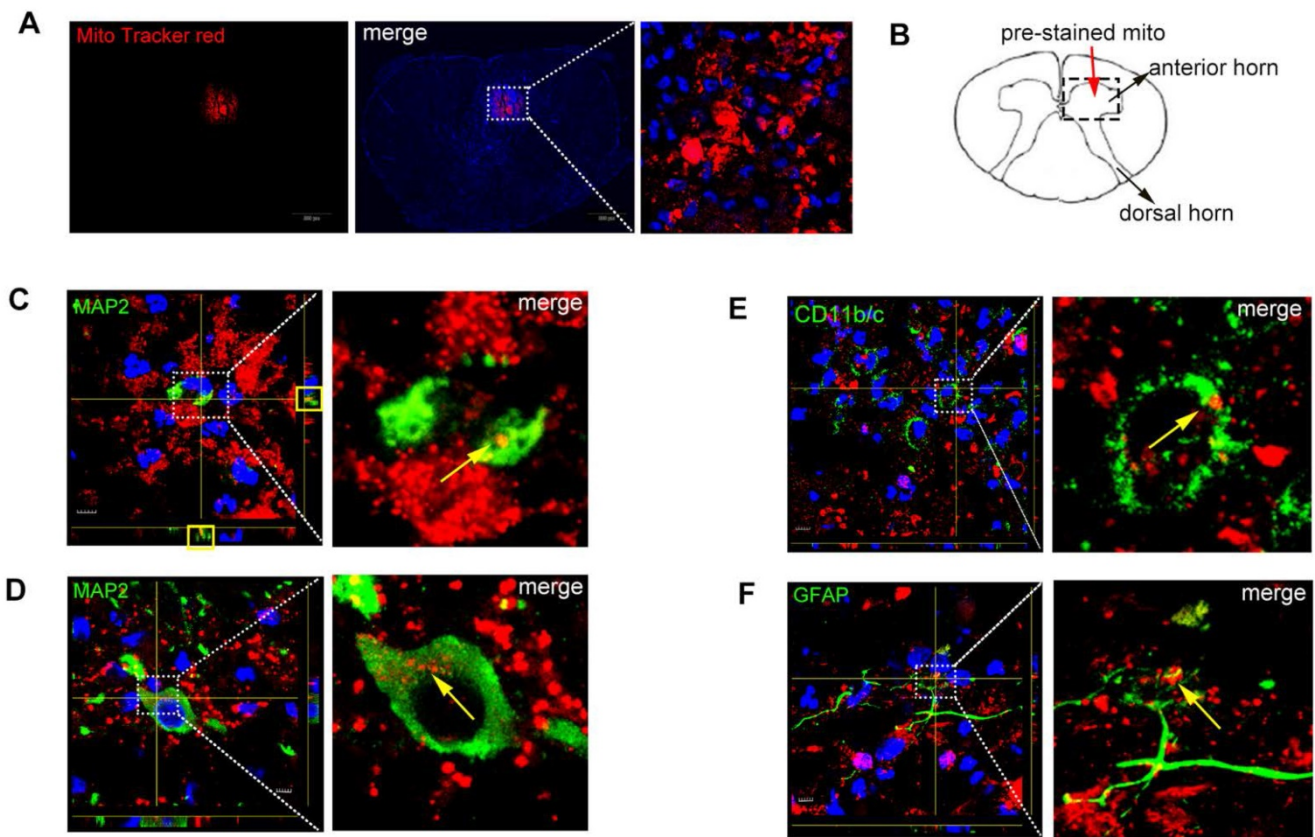 A
Mito Tracker red
merge
B
pre-stained mito
anterior horn
dorsal horn
C
MAP2
merge
E
CD11b/c
merge
D
MAP2
merge
F
GFAP
merge